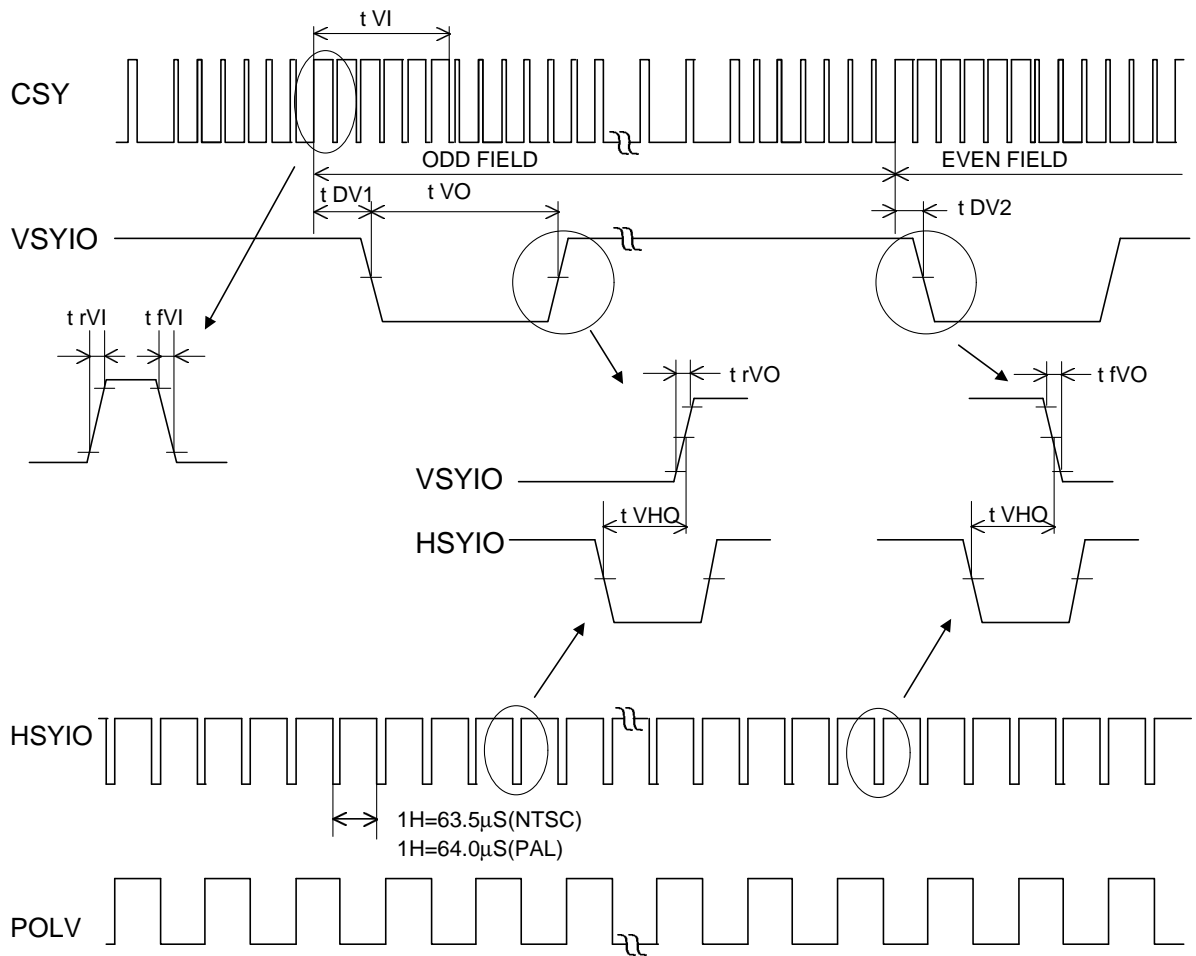 t VI
CSY
ODD FIELD
EVEN FIELD
t DV1
t VO
t DV2
VSYIO
t rVI
t fVI
t rVO
t fVO
VSYIO
t VHO
t VHO
HSYIO
HSYIO
1H=63.5μS(NTSC)
1H=64.0μS(PAL)
POLV